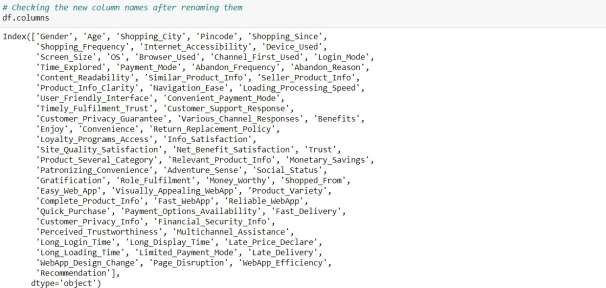 # Checking the new column names after renaming them
df.columns
Index(['Gender', 'Age', 'Shopping_City', 'Pincode', 'Shopping_Since',
'Shopping_Frequency', 'Internet_Accessibility', 'Device_Used',
'Screen_Size', 'OS', 'Browser_Used', 'Channel_First_Used', 'Login_Mode',
'Time_Explored', 'Payment_Mode', 'Abandon_Frequency', 'Abandon_Reason',
'Content_Readability', 'Similar_Product_Info', 'Seller_Product_Info',
'Product_Info_Clarity', 'Navigation_Ease', 'Loading_Processing_Speed',
'User_Friendly_Interface', 'Convenient_Payment_Mode',
'Timely_Fulfilment_Trust', 'Customer_Support_Response',
'Customer_Privacy_Guarantee', 'Various_Channel_Responses', 'Benefits',
'Enjoy', 'Convenience', 'Return_Replacement_Policy',
'Loyalty_Programs_Access', 'Info_Satisfaction',
'Site_Quality_Satisfaction', 'Net_Benefit_Satisfaction', 'Trust',
'Product_Several_Category', 'Relevant_Product_Info', 'Monetary_Savings',
'Patronizing_Convenience', 'Adventure_Sense', 'Social_Status',
'Gratification', 'Role_Fulfilment', 'Money_Worthy', 'Shopped_From',
'Easy_Web_App', 'Visually_Appealing_WebApp', 'Product_Variety',
'Complete_Product_Info', 'Fast_WebApp', 'Reliable_WebApp',
'Quick_Purchase', 'Payment_Options_Availability', 'Fast_Delivery',
'Customer_Privacy_Info', 'Financial_Security_Info',
'Perceived_Trustworthiness', 'Multichannel_Assistance',
'Long_Login_Time', 'Long_Display_Time', 'Late_Price_Declare',
'Long_Loading_Time', 'Limited_Payment_Mode', 'Late_Delivery',
'WebApp_Design_Change', 'Page_Disruption', 'WebApp_Efficiency',
'Recommendation'],
dtype='object')